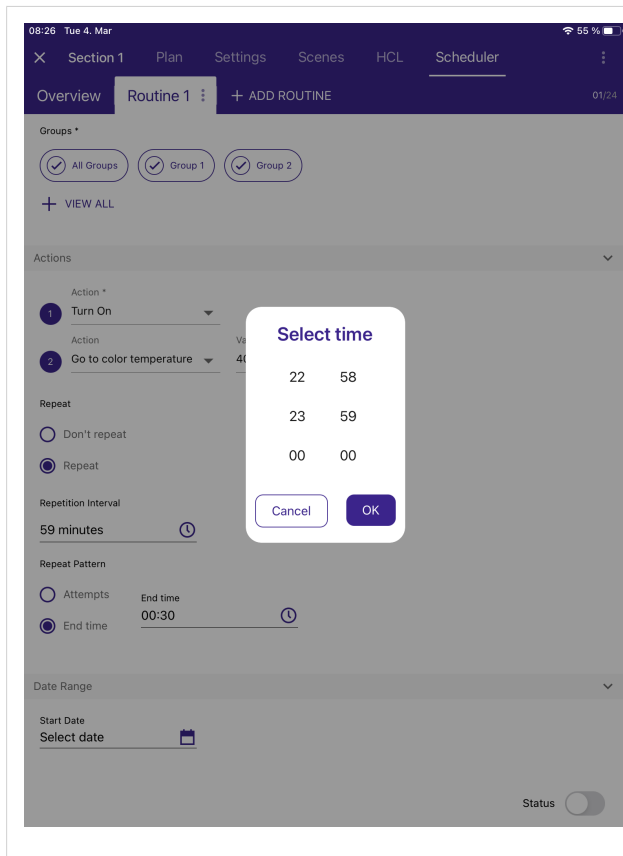 08:26 Tue 4. Mar 55 %
Section 1 Plan Settings Scenes HCL Scheduler
Overview Routine 1 + ADD ROUTINE 01/24
Groups *
All Groups Group 1 Group 2
+ VIEW ALL
Actions
Action *
1 Turn On
Action Va
2 Go to color temperature 40
Select time
22 58
23 59
00 00
Cancel OK
Repeat
Don't repeat
Repeat
Repetition Interval
59 minutes
Repeat Pattern
Attempts
End time
End time
00:30
Date Range
Start Date
Select date
Status